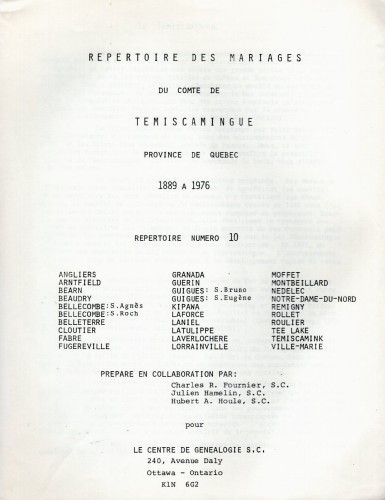 REPERTOIRE DES MARIAGES
DU COMTE DE
TEMISCAMINGUE
PROVINCE DE QUEBEC
1889 A 1976
REPERTOIRE NUMERO 10
ANGLIERS GRANADA MOFFET
ARNTFIELD GUERIN MONTBEILLARD
BEARN GUIGUES: S.Bruno NEDELEC
BEAUDRY GUIGUES: S.Eugène NOTRE-DAME-DU-NORD
BELLECOMBE:S.Agnès KIPAWA REMIGNY
BELLECOMBE:S.Roch LAFORCE ROLLET
BELLETERRE LANIEL ROULIER
CLOUTIER LATULIPPE TEE LAKE
FABRE LAVERLOCHERE TEMISCAMINK
FUGEREVILLE LORRAINVILLE VILLE-MARIE
PREPARE EN COLLABORATION PAR:
Charles R. Fournier, S.C.
Julien Hamelin, S.C.
Hubert A. Houle, S.C.
pour
LE CENTRE DE GENEALOGIE S.C.
240, Avenue Daly
Ottawa - Ontario
K1N 6G2